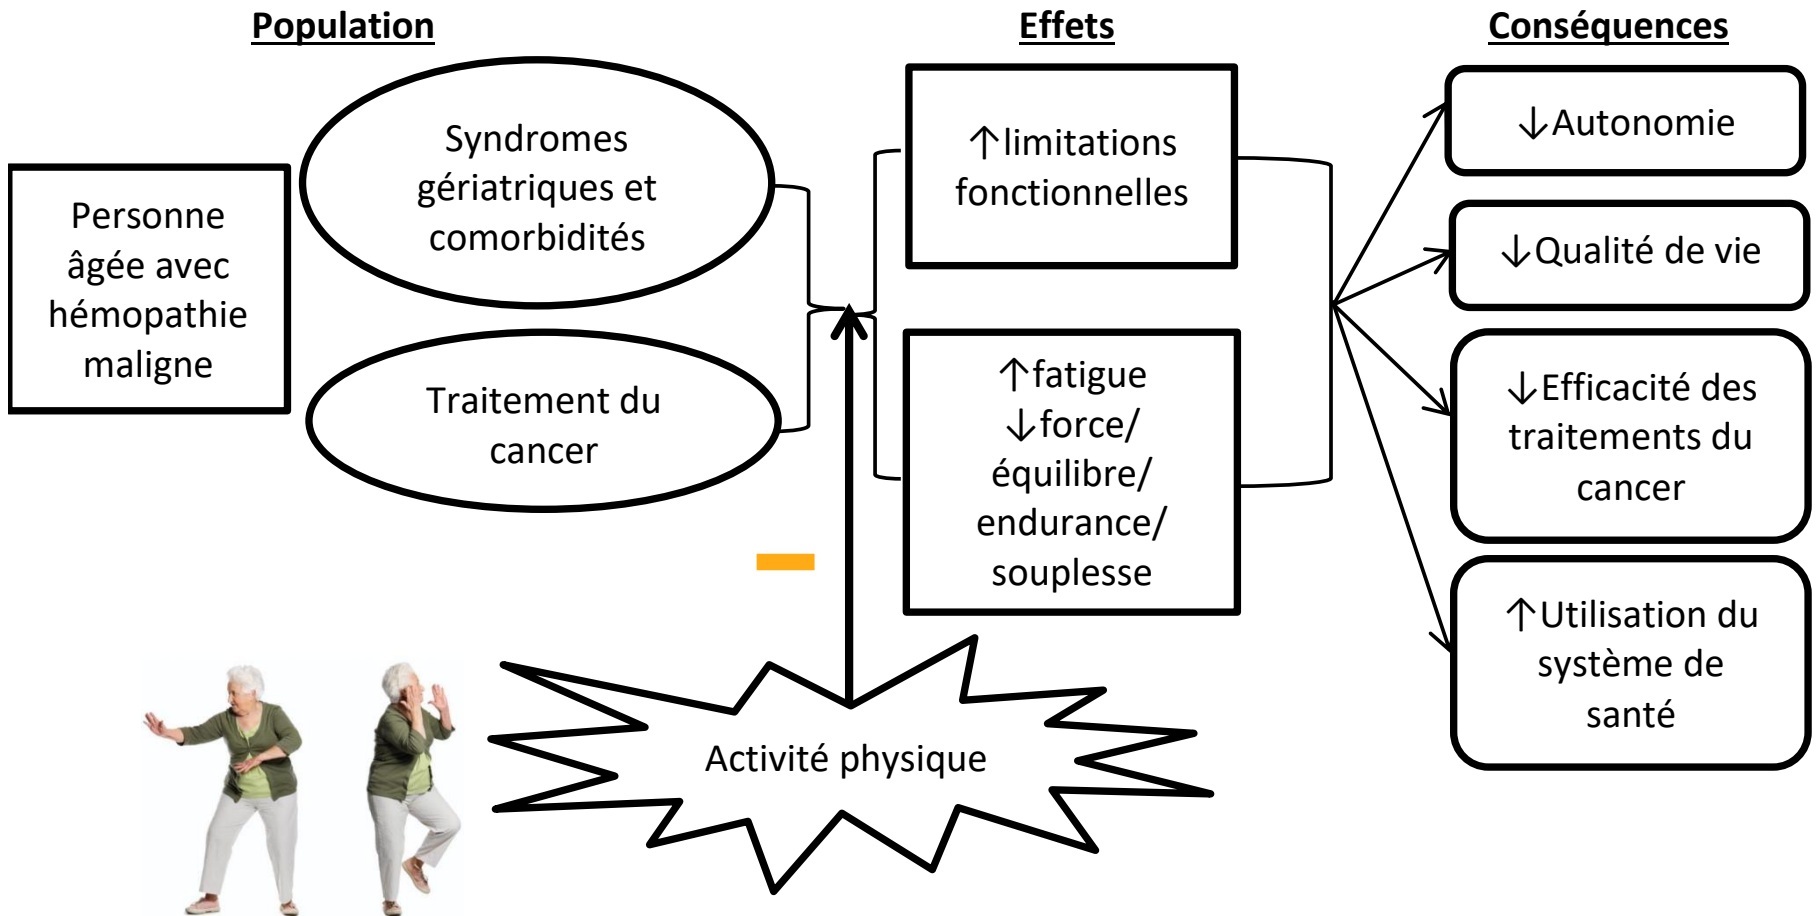 Population
Effets
Conséquences
Personne
âgée avec
hémopathie
maligne
Syndromes
gériatriques et
comorbidités
Traitement du
cancer
↑limitations
fonctionnelles
↑fatigue
↓force/
équilibre/
endurance/
souplesse
↓Autonomie
↓Qualité de vie
↓Efficacité des
traitements du
cancer
↑Utilisation du
système de
santé
Activité physique